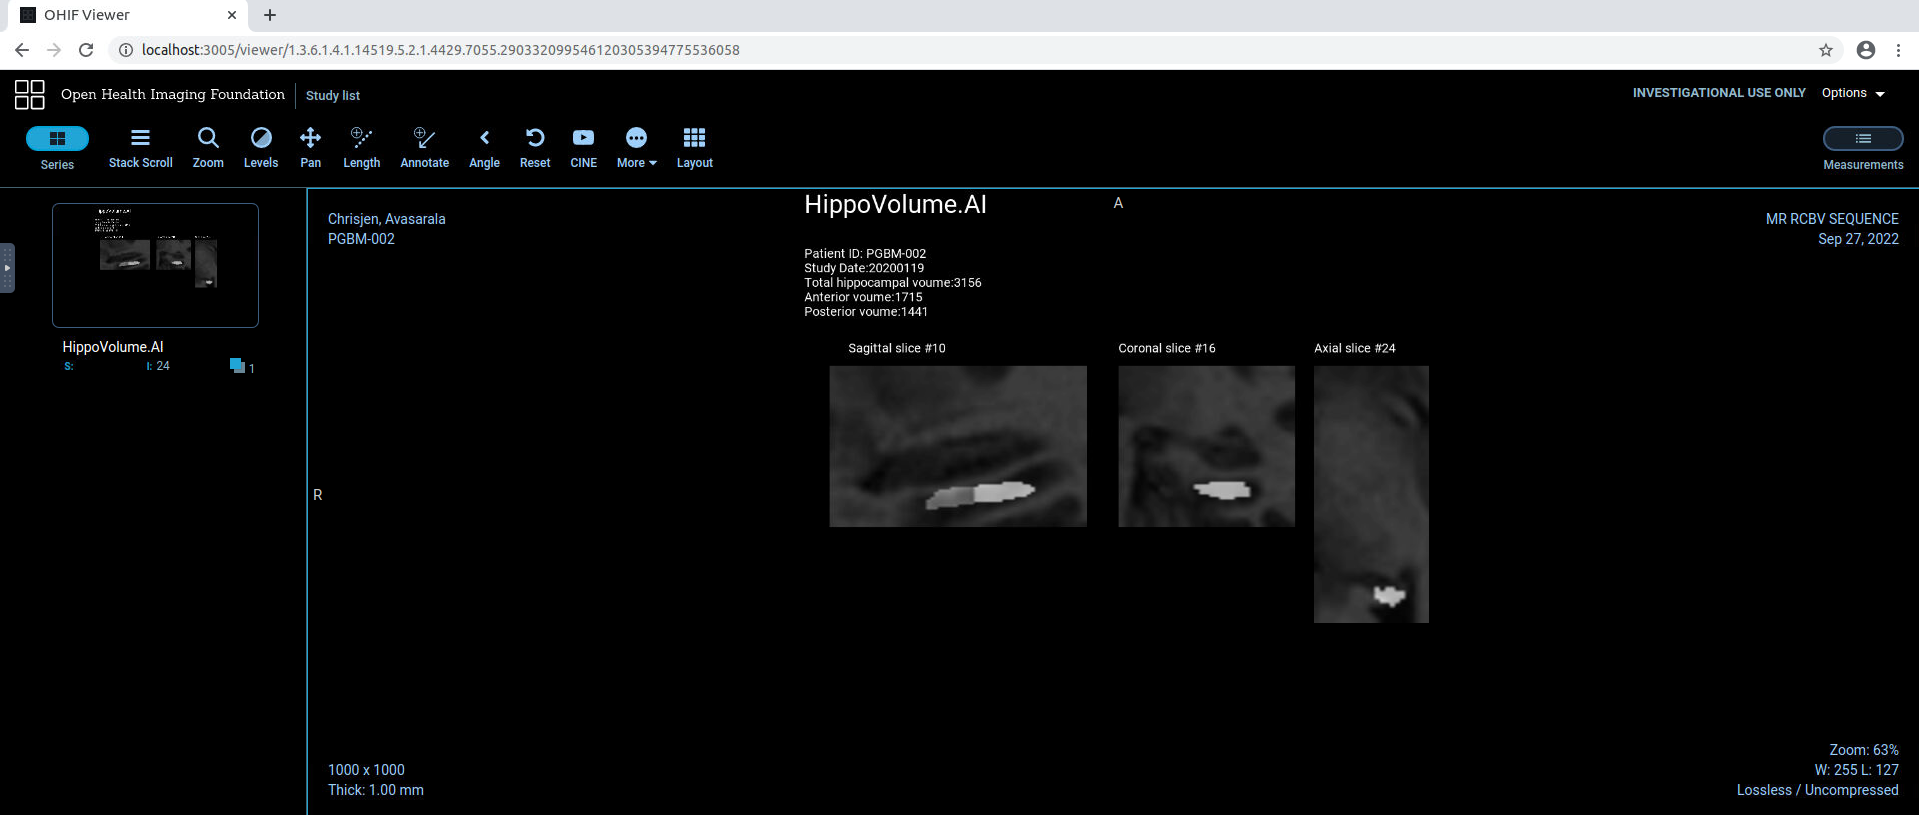 OHIF Viewer
localhost:3005/viewer/1.3.6.1.4.1.14519.5.2.1.4429.7055.290332099546120305394775536058
Open Health Imaging Foundation
Study list
INVESTIGATIONAL USE ONLY
Options
Series
Stack Scroll
Zoom
Levels
Pan
Length
Annotate
Angle
Reset
CINE
More
Layout
Measurements
HippoVolume.AI
S:
I: 24
1
Chrisjen, Avasarala
PGBM-002
HippoVolume.AI
A
MR RCBV SEQUENCE
Sep 27, 2022
Patient ID: PGBM-002
Study Date:20200119
Total hippocampal voume:3156
Anterior voume:1715
Posterior voume:1441
Sagittal slice #10
Coronal slice #16
Axial slice #24
R
1000 x 1000
Thick: 1.00 mm
Zoom: 63%
W: 255 L: 127
Lossless / Uncompressed